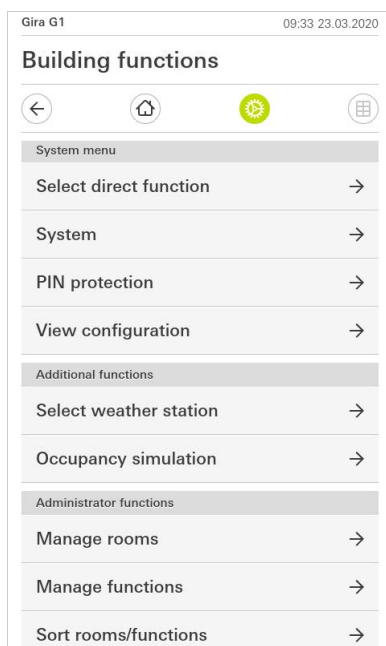 Gira G1
09:33 23.03.2020
Building functions
System menu
Select direct function
System
PIN protection
View configuration
Additional functions
Select weather station
Occupancy simulation
Administrator functions
Manage rooms
Manage functions
Sort rooms/functions